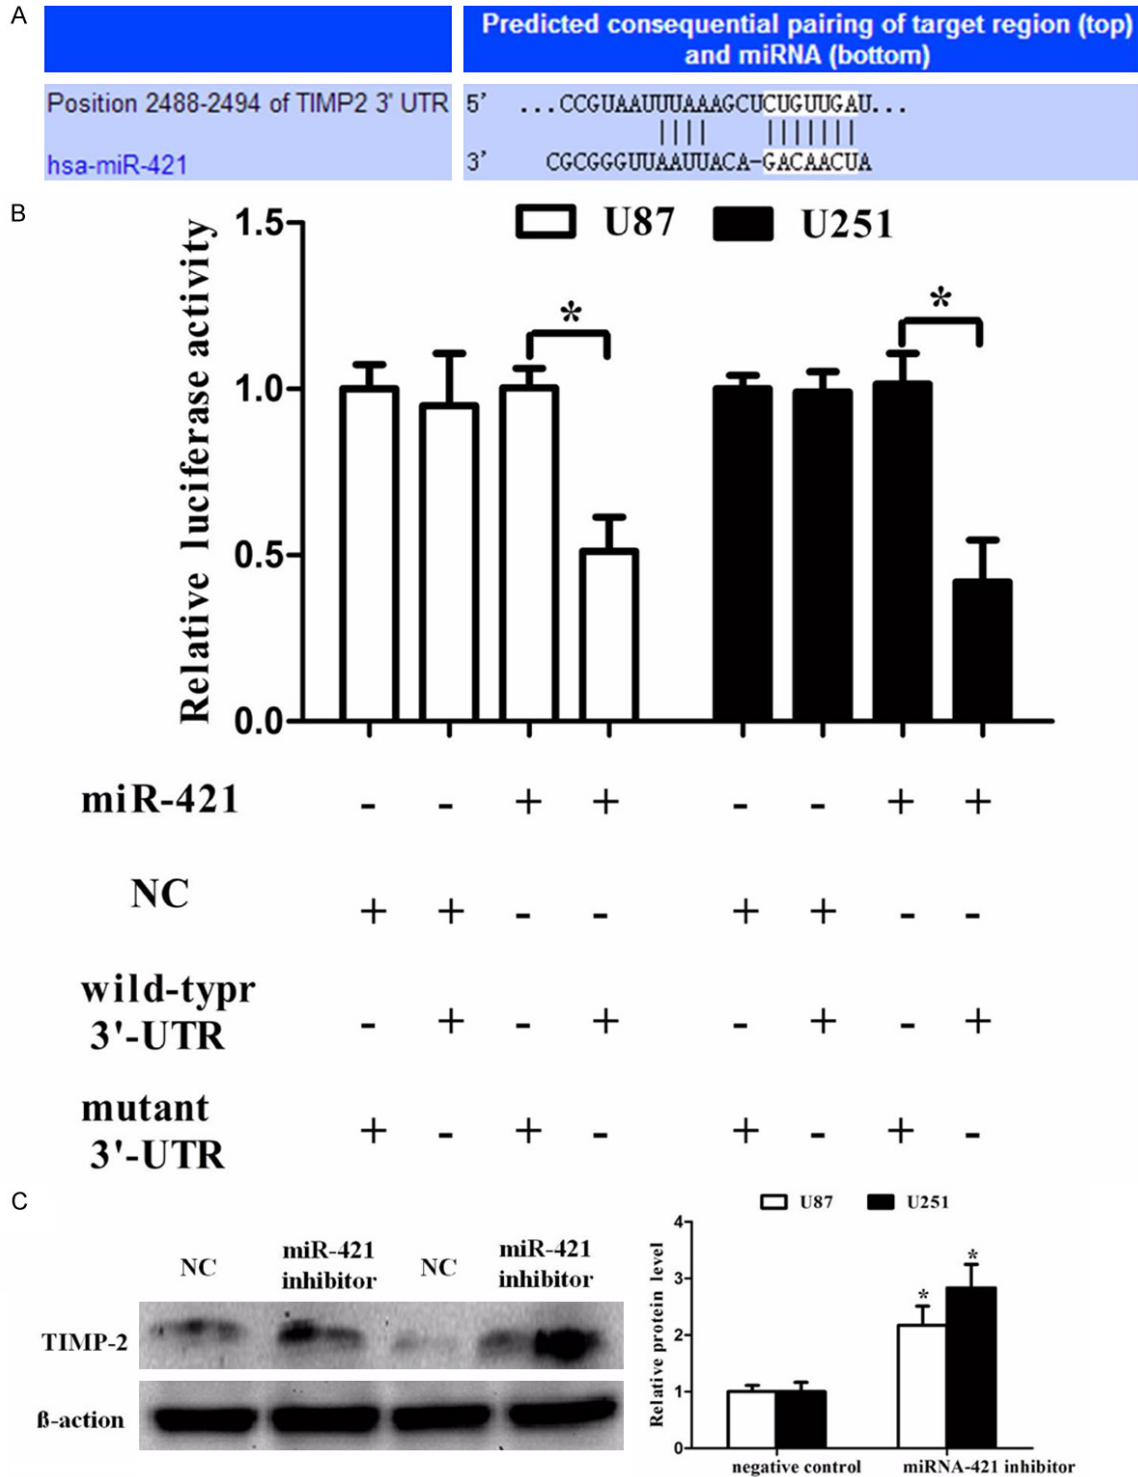 A
Predicted consequential pairing of target region (top)
and miRNA (bottom)
Position 2488-2494 of TIMP2 3' UTR 5' ...CCGUAAUUUAAAGCUCUGUUGAU...
hsa-miR-421 3' CGCGGGUUAAUUACA-GACAACUA
B
U87 U251
Relative luciferase activity
1.5
1.0
0.5
0.0
* *
miR-421 - - + + - - + +
NC + + - - + + - -
wild-typr
3'-UTR - + - + - + - +
mutant
3'-UTR + - + - + - + -
C
NC miR-421 inhibitor NC miR-421 inhibitor
TIMP-2
ß-action
U87 U251
Relative protein level
4
3
2
1
0
* *
negative control miRNA-421 inhibitor